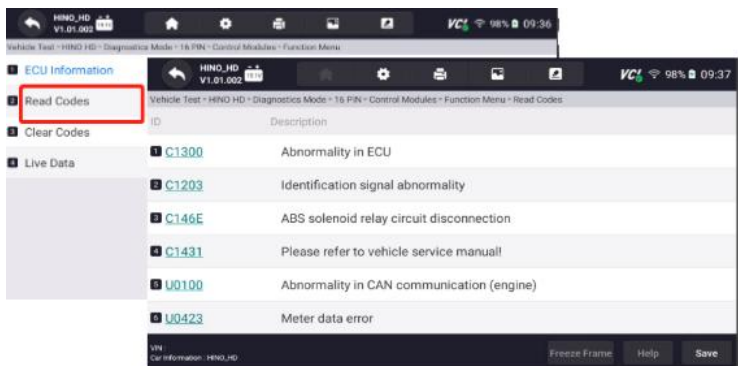 HINO_HD
V1.01.002
VCI 98% 09:36
Vehicle Test > HINO HD > Diagnostics Mode > 16 PIN > Control Modules > Function Menu
1 ECU Information
2 Read Codes
3 Clear Codes
4 Live Data
HINO_HD
V1.01.002
VCI 98% 09:37
Vehicle Test > HINO HD > Diagnostics Mode > 16 PIN > Control Modules > Function Menu > Read Codes
ID Description
1 C1300 Abnormality in ECU
2 C1203 Identification signal abnormality
3 C146E ABS solenoid relay circuit disconnection
4 C1431 Please refer to vehicle service manual!
5 U0100 Abnormality in CAN communication (engine)
6 U0423 Meter data error
VIN :
Car Information : HINO_HD
Freeze Frame Help Save